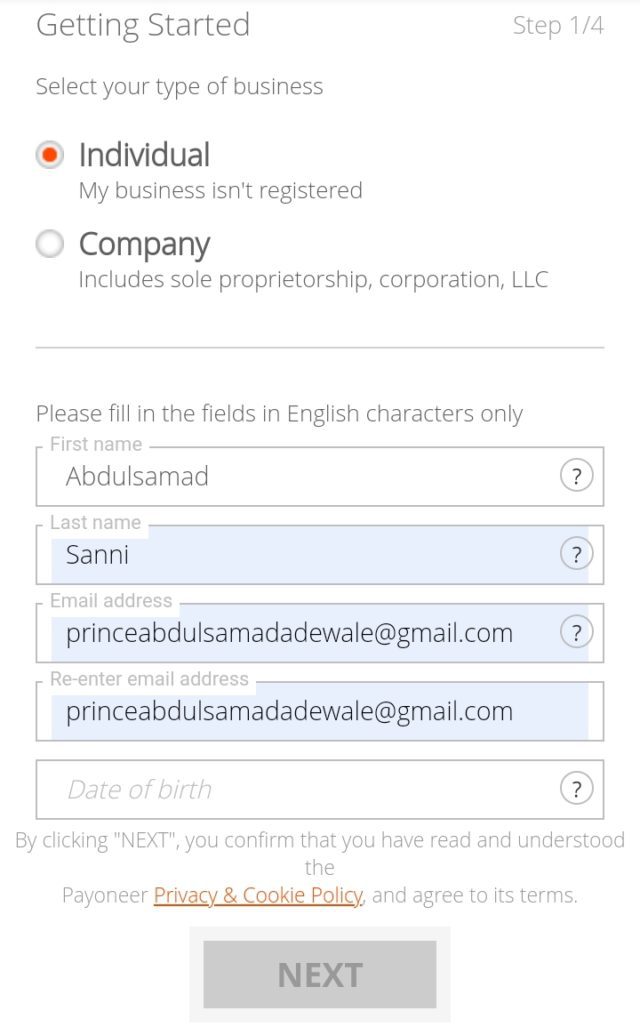 Getting Started
Step 1/4
Select your type of business
Individual
My business isn't registered
Company
Includes sole proprietorship, corporation, LLC
Please fill in the fields in English characters only
First name
Abdulsamad
?
Last name
Sanni
?
Email address
princeabdulsamadadewale@gmail.com
?
Re-enter email address
princeabdulsamadadewale@gmail.com
Date of birth
?
By clicking "NEXT", you confirm that you have read and understood
the
Payoneer Privacy & Cookie Policy, and agree to its terms.
NEXT